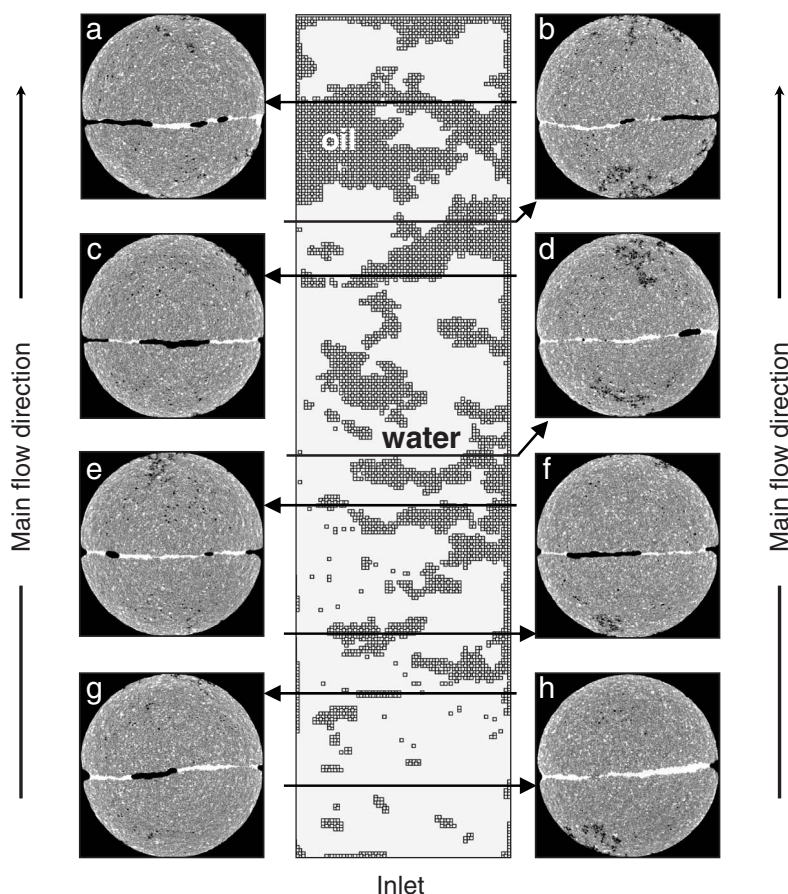 a
b
oil
c
d
Main flow direction
Main flow direction
water
e
f
g
h
Inlet